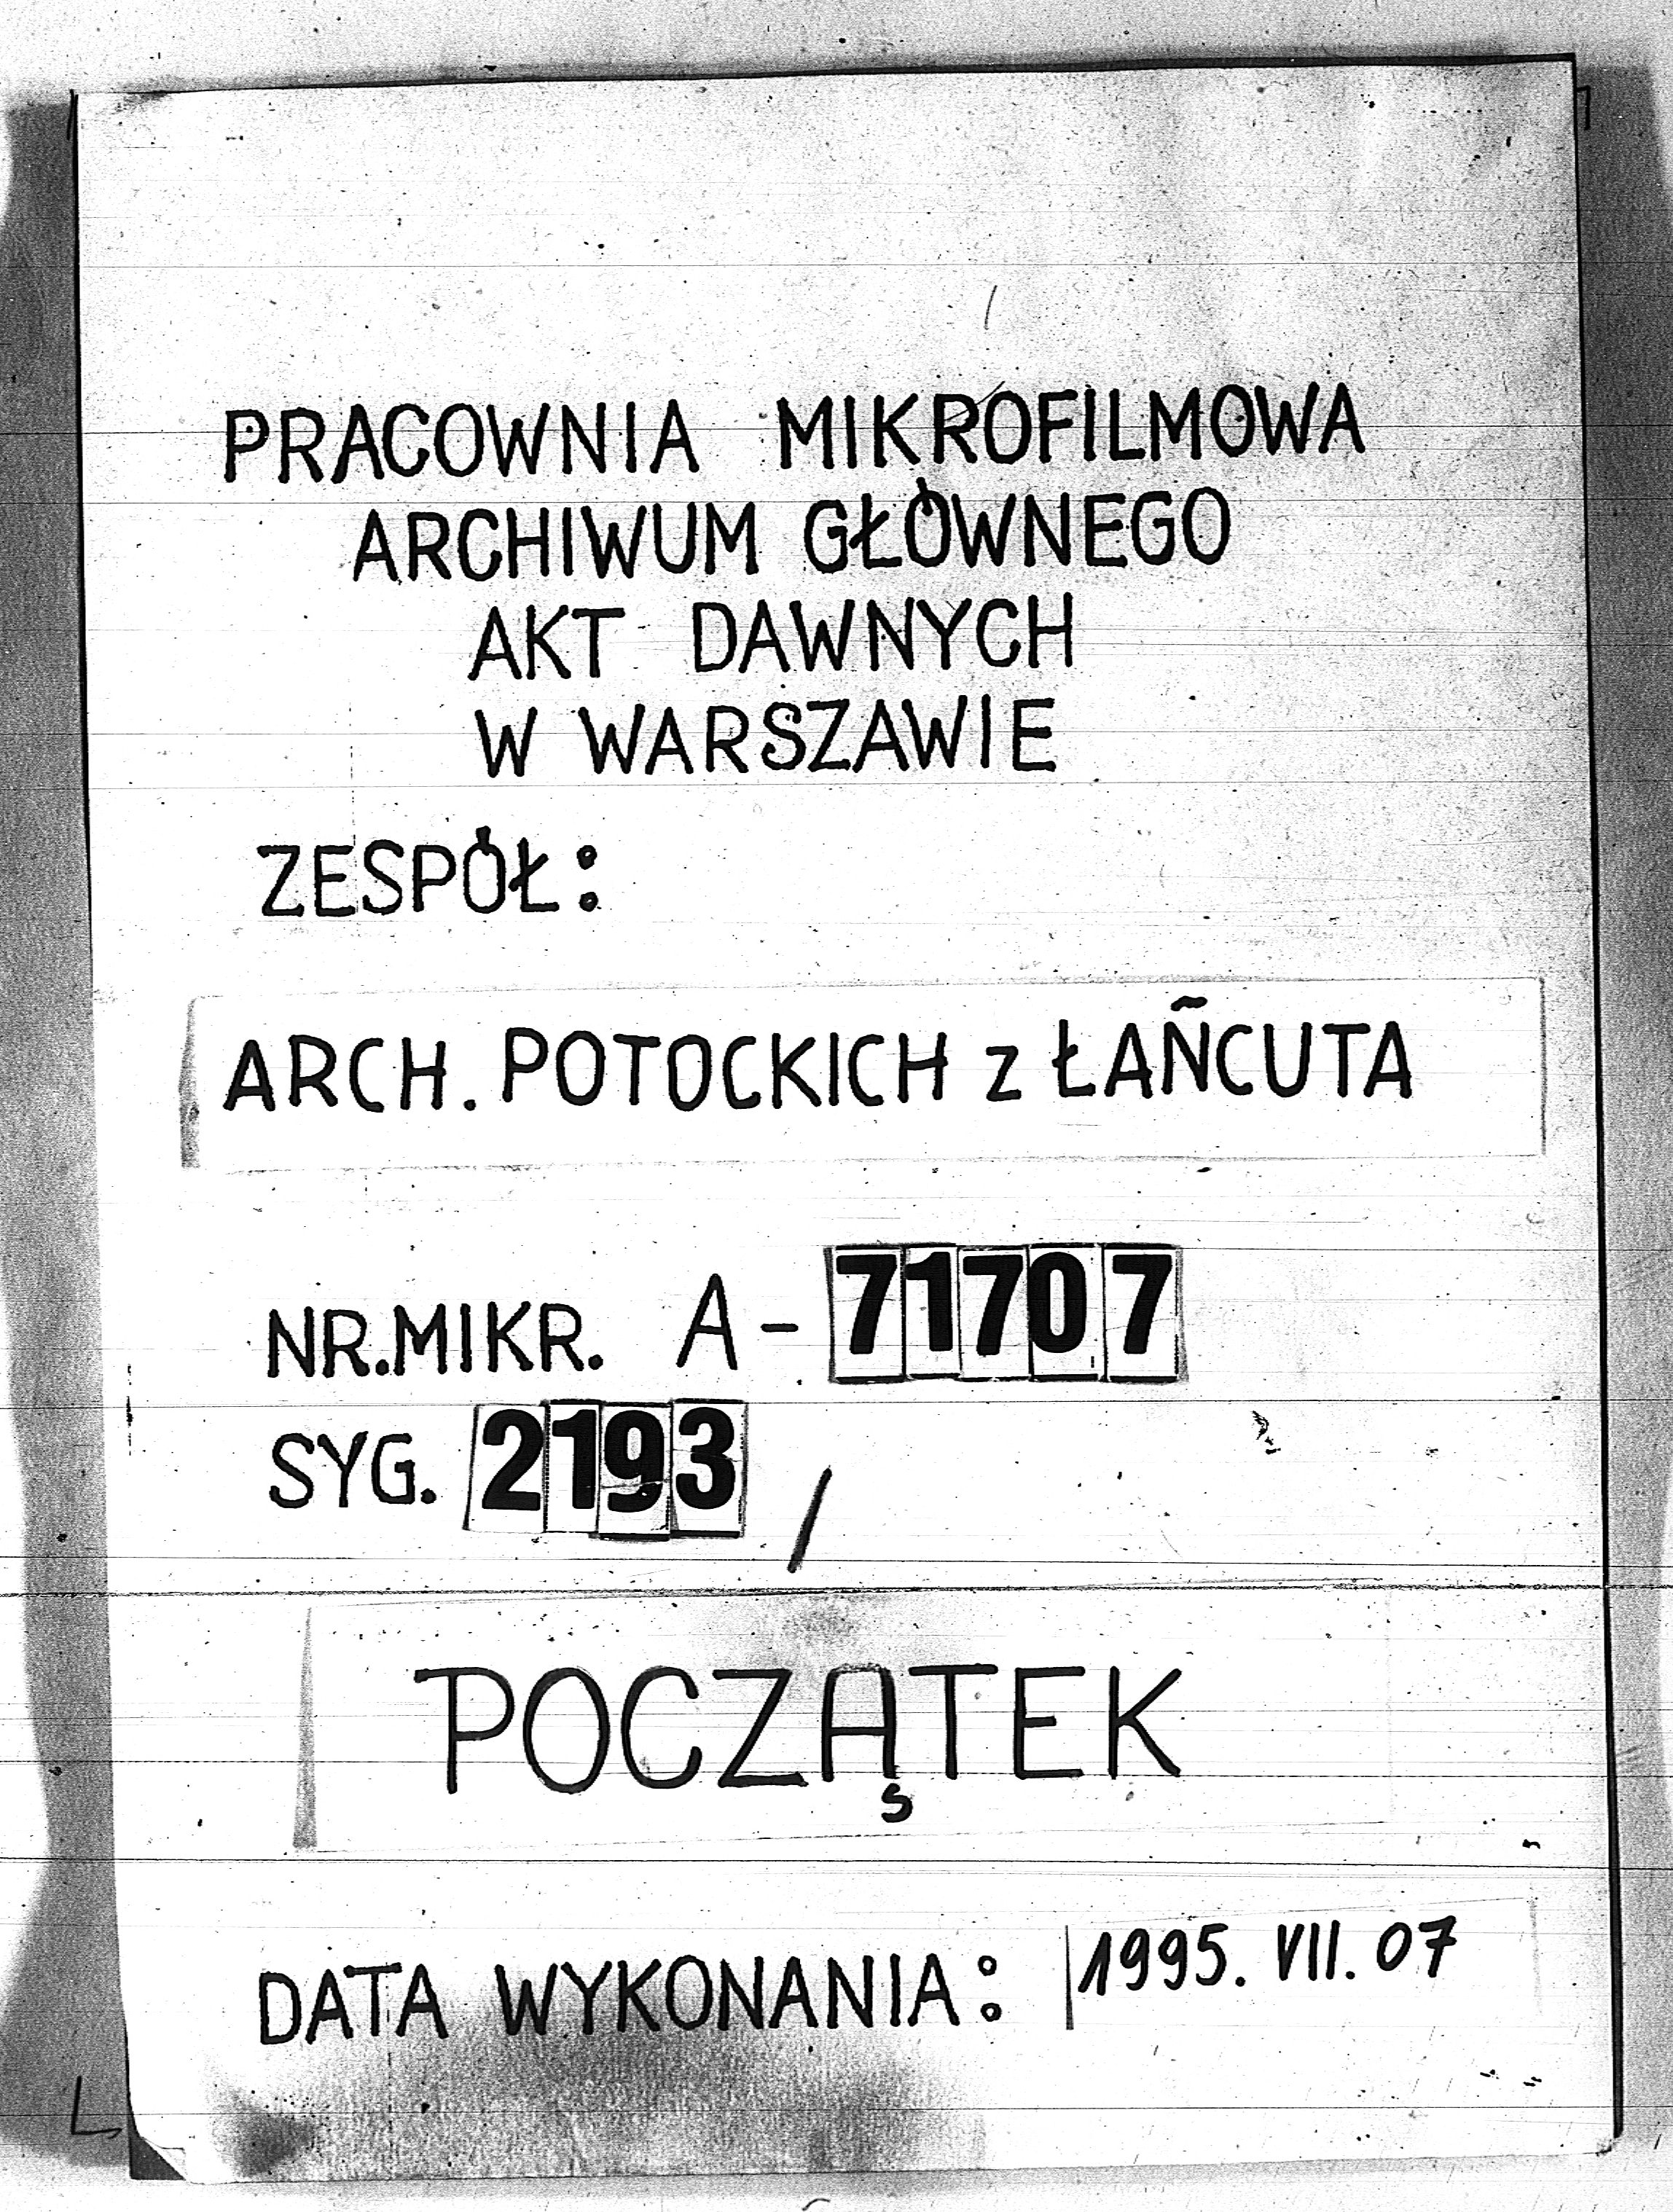 PRACOWNIA MIKROFILMOWA
ARCHIWUM GŁÓWNEGO
AKT DAWNYCH
W WARSZAWIE
ZESPÓŁ:
ARCH. POTOCKICH z ŁAŃCUTA
NR.MIKR. A-71707
SYG. 2193 /
POCZĄTEK
DATA WYKONANIA: 1995. VII. 07